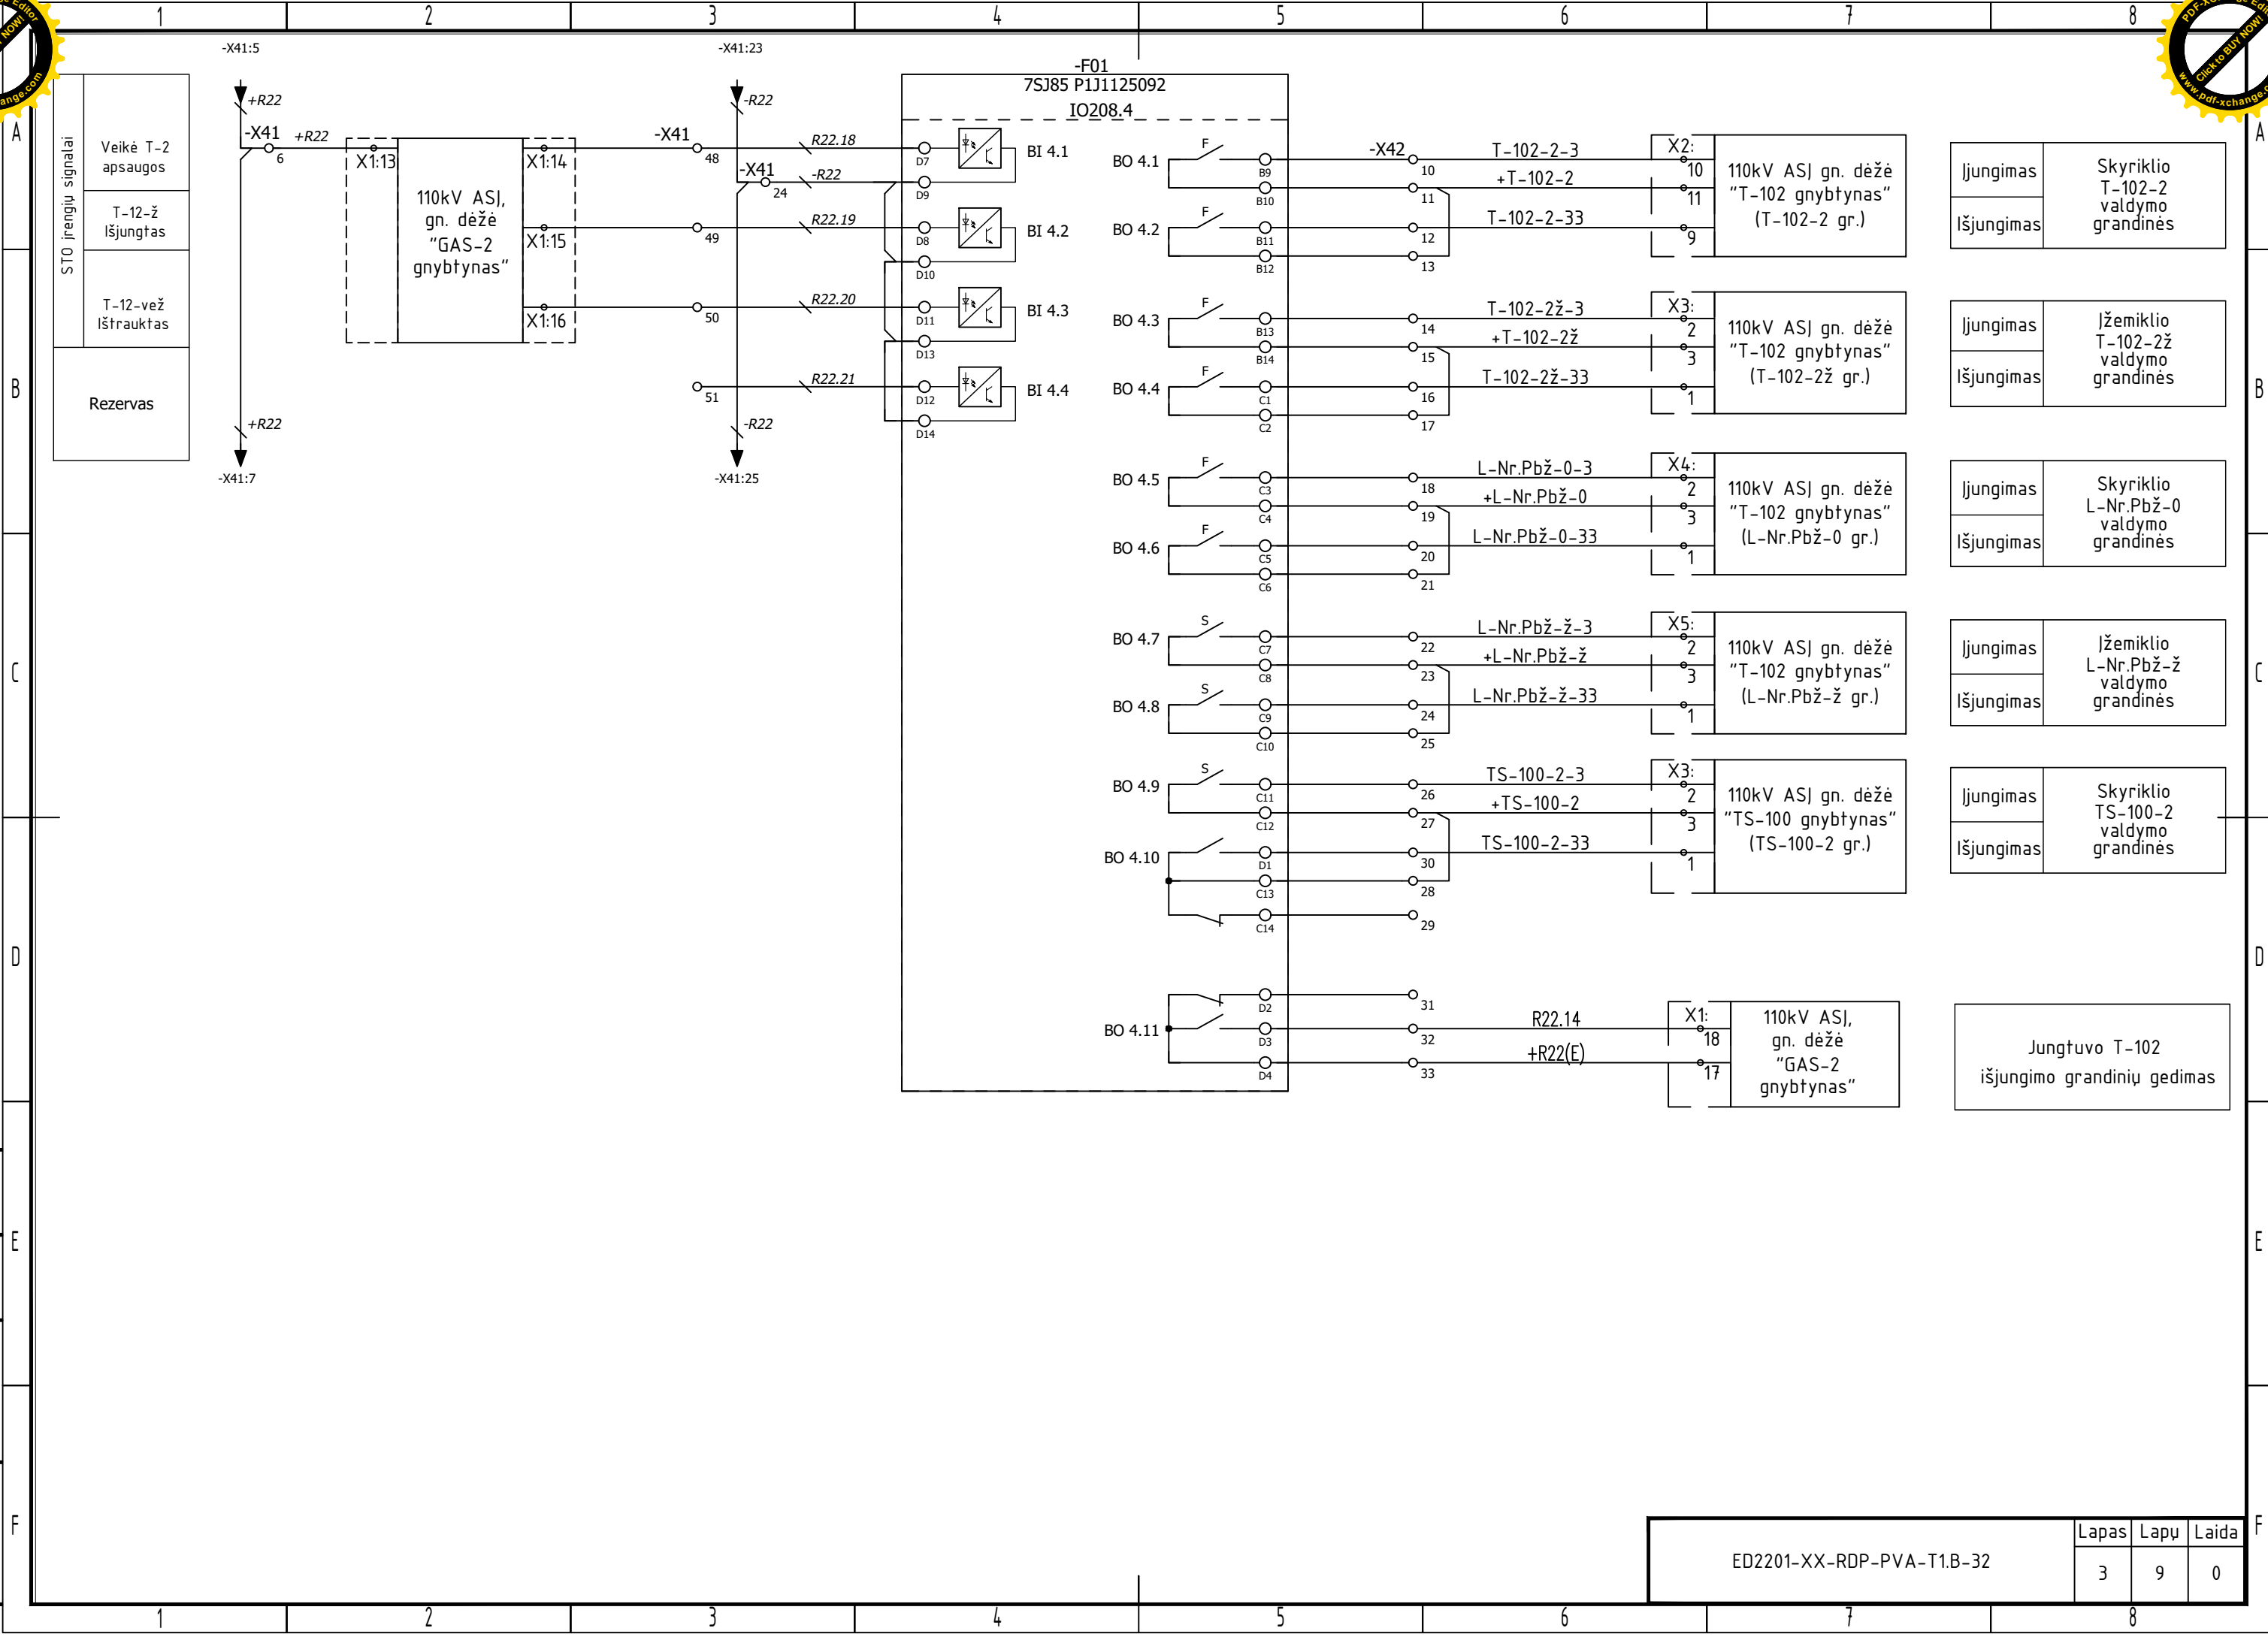 1 2 3 4 5 6 7 8
A
B
C
D
E
F
STO įrengių signalai
Veikė T-2
apsaugos
T-12-ž
Išjungtas
T-12-vež
Ištrauktas
Rezervas
-X41:5
+R22
-X41
6
+R22
+R22
-X41:7
X1:13
110kV ASĮ,
gn. dėžė
"GAS-2
gnybtynas"
X1:14
X1:15
X1:16
-X41:23
-R22
-X41
48
-X41
24
49
50
51
-R22
-X41:25
R22.18
-R22
R22.19
R22.20
R22.21
-F01
7SJ85 P1J1125092
IO208.4
D7
D9
BI 4.1
D8
D10
BI 4.2
D11
D13
BI 4.3
D12
D14
BI 4.4
BO 4.1
F
B9
B10
BO 4.2
F
B11
B12
BO 4.3
F
B13
B14
BO 4.4
F
C1
C2
BO 4.5
F
C3
C4
BO 4.6
F
C5
C6
BO 4.7
S
C7
C8
BO 4.8
S
C9
C10
BO 4.9
S
C11
C12
BO 4.10
D1
C13
C14
BO 4.11
D2
D3
D4
-X42
10
11
12
13
T-102-2-3
+T-102-2
T-102-2-33
X2:
10
11
9
110kV ASĮ gn. dėžė
"T-102 gnybtynas"
(T-102-2 gr.)
Įjungimas
Išjungimas
Skyriklio
T-102-2
valdymo
grandinės
14
15
16
17
T-102-2ž-3
+T-102-2ž
T-102-2ž-33
X3:
2
3
1
110kV ASĮ gn. dėžė
"T-102 gnybtynas"
(T-102-2ž gr.)
Įjungimas
Išjungimas
Įžemiklio
T-102-2ž
valdymo
grandinės
18
19
20
21
L-Nr.Pbž-0-3
+L-Nr.Pbž-0
L-Nr.Pbž-0-33
X4:
2
3
1
110kV ASĮ gn. dėžė
"T-102 gnybtynas"
(L-Nr.Pbž-0 gr.)
Įjungimas
Išjungimas
Skyriklio
L-Nr.Pbž-0
valdymo
grandinės
22
23
24
25
L-Nr.Pbž-ž-3
+L-Nr.Pbž-ž
L-Nr.Pbž-ž-33
X5:
2
3
1
110kV ASĮ gn. dėžė
"T-102 gnybtynas"
(L-Nr.Pbž-ž gr.)
Įjungimas
Išjungimas
Įžemiklio
L-Nr.Pbž-ž
valdymo
grandinės
26
27
30
28
29
TS-100-2-3
+TS-100-2
TS-100-2-33
X3:
2
3
1
110kV ASĮ gn. dėžė
"TS-100 gnybtynas"
(TS-100-2 gr.)
Įjungimas
Išjungimas
Skyriklio
TS-100-2
valdymo
grandinės
31
32
33
R22.14
+R22(E)
X1:
18
17
110kV ASĮ,
gn. dėžė
"GAS-2
gnybtynas"
Jungtuvo T-102
išjungimo grandinių gedimas
ED2201-XX-RDP-PVA-T1.B-32
Lapas Lapų Laida
3 9 0
A
B
C
D
E
F
1 2 3 4 5 6 7 8
Click to BUY NOW!
www.pdf-xchange.c